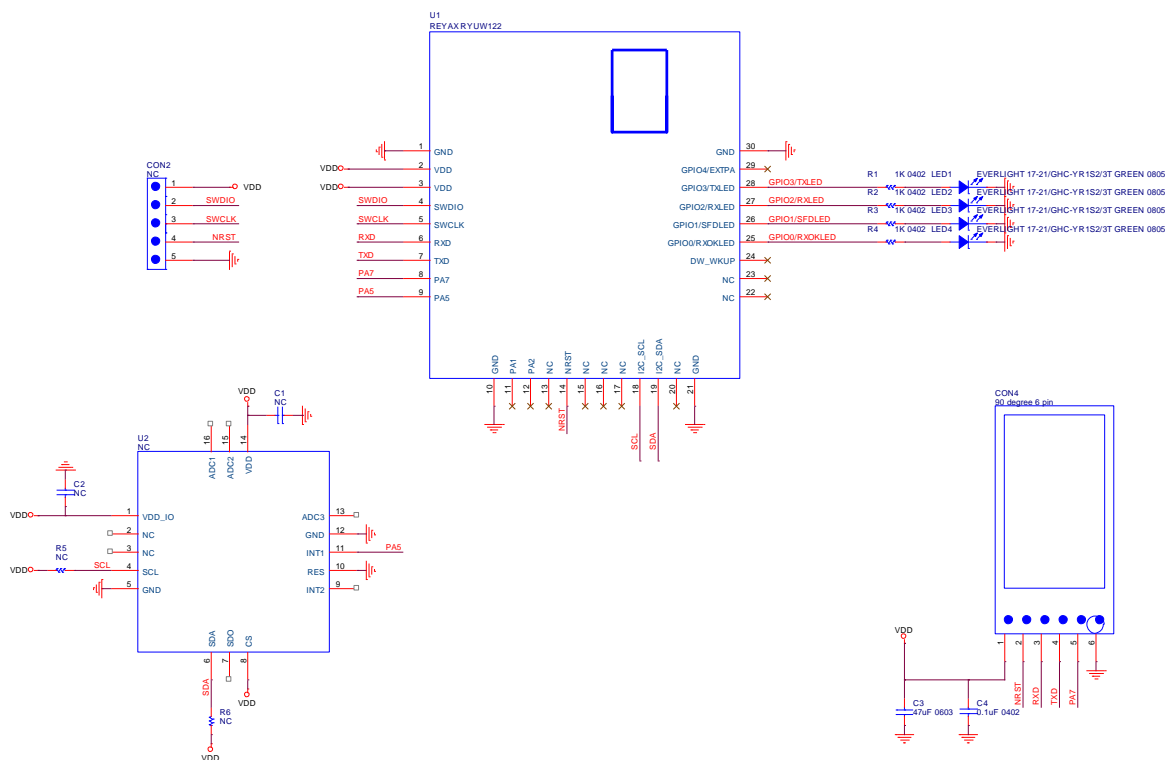 U1
REYAX RYUW122
1 GND
VDD 2 VDD
VDD 3 VDD
SWDIO 4 SWDIO
SWCLK 5 SWCLK
RXD 6 RXD
TXD 7 TXD
PA7 8 PA7
PA5 9 PA5
GND 30
GPIO4/EXTPA 29
GPIO3/TXLED 28 GPIO3/TXLED
GPIO2/RXLED 27 GPIO2/RXLED
GPIO1/SFDLED 26 GPIO1/SFDLED
GPIO0/RXOKLED 25 GPIO0/RXOKLED
DW_WKUP 24
NC 23
NC 22
R1 1K 0402 LED1 EVERLIGHT 17-21/GHC-YR1S2/3T GREEN 0805
R2 1K 0402 LED2 EVERLIGHT 17-21/GHC-YR1S2/3T GREEN 0805
R3 1K 0402 LED3 EVERLIGHT 17-21/GHC-YR1S2/3T GREEN 0805
R4 1K 0402 LED4 EVERLIGHT 17-21/GHC-YR1S2/3T GREEN 0805
GND 10
PA1 11
PA2 12
NC 13
NRST 14 NRST
NC 15
NC 16
NC 17
I2C_SCL 18 SCL
I2C_SDA 19 SDA
NC 20
GND 21
CON2
NC
1 VDD
2 SWDIO
3 SWCLK
4 NRST
5
VDD
C1
NC
U2
NC
16 ADC1
15 ADC2
14 VDD
C2
NC
VDD 1 VDD_IO
2 NC
3 NC
R5
NC
VDD SCL 4 SCL
5 GND
ADC3 13
GND 12
INT1 11 PA5
RES 10
INT2 9
SDA 6 SDA
SDO 7
CS 8
VDD
R6
NC
VDD
CON4
90 degree 6 pin
VDD
1
2 NRST
3 RXD
4 TXD
5 PA7
6
C3
47uF 0603
C4
0.1uF 0402